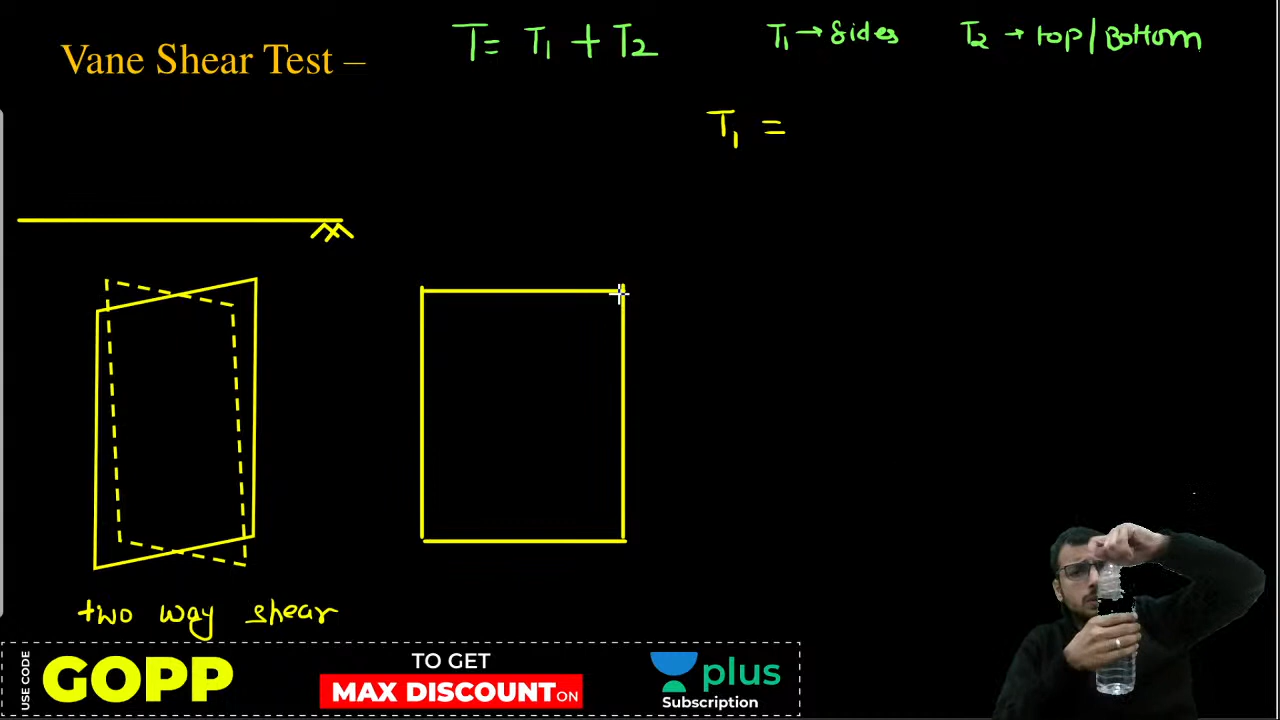 Vane Shear Test –
T = T1 + T2
T1 → sides
T2 → top/Bottom
T1 =
two way shear
USE CODE
GOPP
TO GET
MAX DISCOUNT ON
plus
Subscription